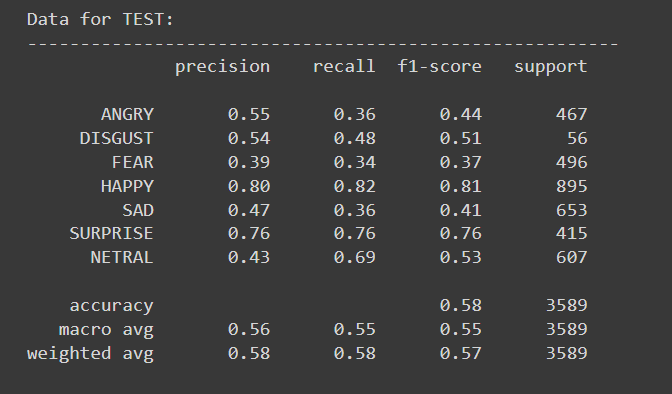 Data for TEST:
--------------------------------------------------------
precision recall f1-score support
ANGRY 0.55 0.36 0.44 467
DISGUST 0.54 0.48 0.51 56
FEAR 0.39 0.34 0.37 496
HAPPY 0.80 0.82 0.81 895
SAD 0.47 0.36 0.41 653
SURPRISE 0.76 0.76 0.76 415
NETRAL 0.43 0.69 0.53 607
accuracy 0.58 3589
macro avg 0.56 0.55 0.55 3589
weighted avg 0.58 0.58 0.57 3589